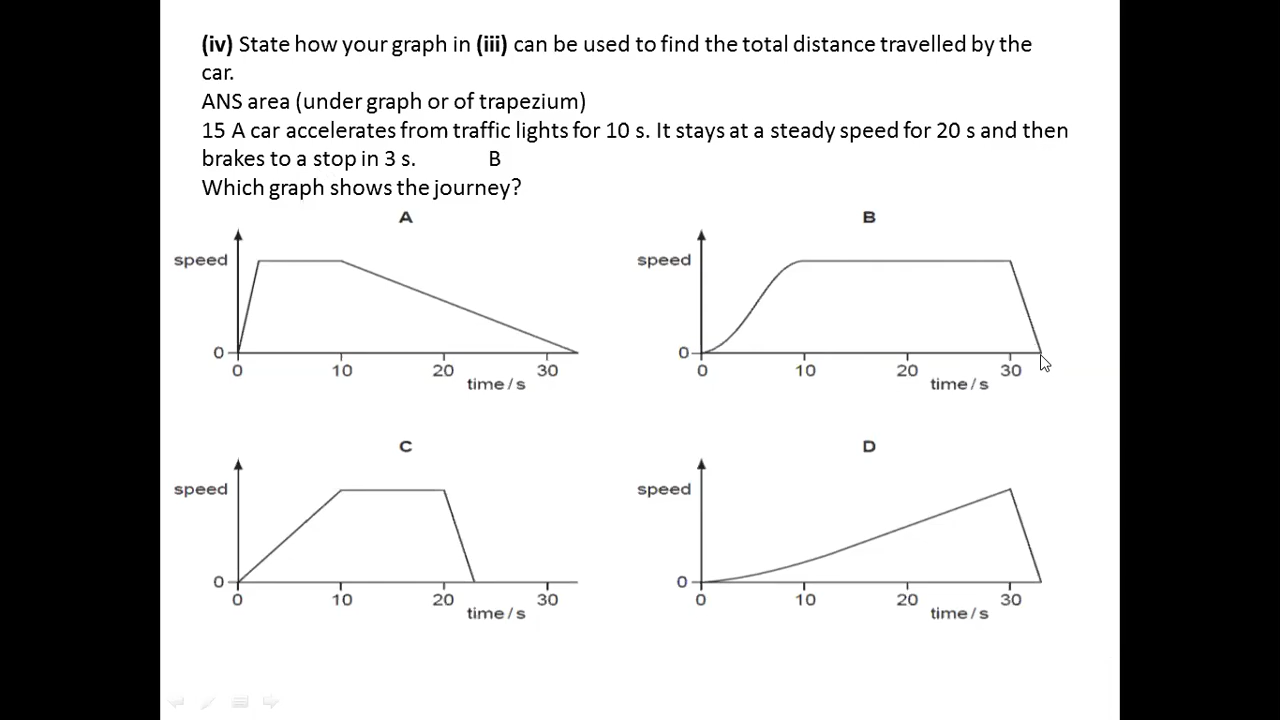 (iv) State how your graph in (iii) can be used to find the total distance travelled by the
car.
ANS area (under graph or of trapezium)
15 A car accelerates from traffic lights for 10 s. It stays at a steady speed for 20 s and then
brakes to a stop in 3 s. B
Which graph shows the journey?
A
speed
0
0 10 20 30
time / s
B
speed
0
0 10 20 30
time / s
C
speed
0
0 10 20 30
time / s
D
speed
0
0 10 20 30
time / s